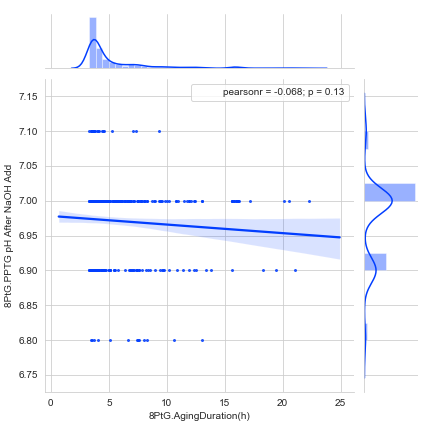 pearsonr = -0.068; p = 0.13
7.15
7.10
7.05
7.00
6.95
6.90
6.85
6.80
6.75
8PtG.PPTG pH After NaOH Add
0 5 10 15 20 25
8PtG.AgingDuration(h)